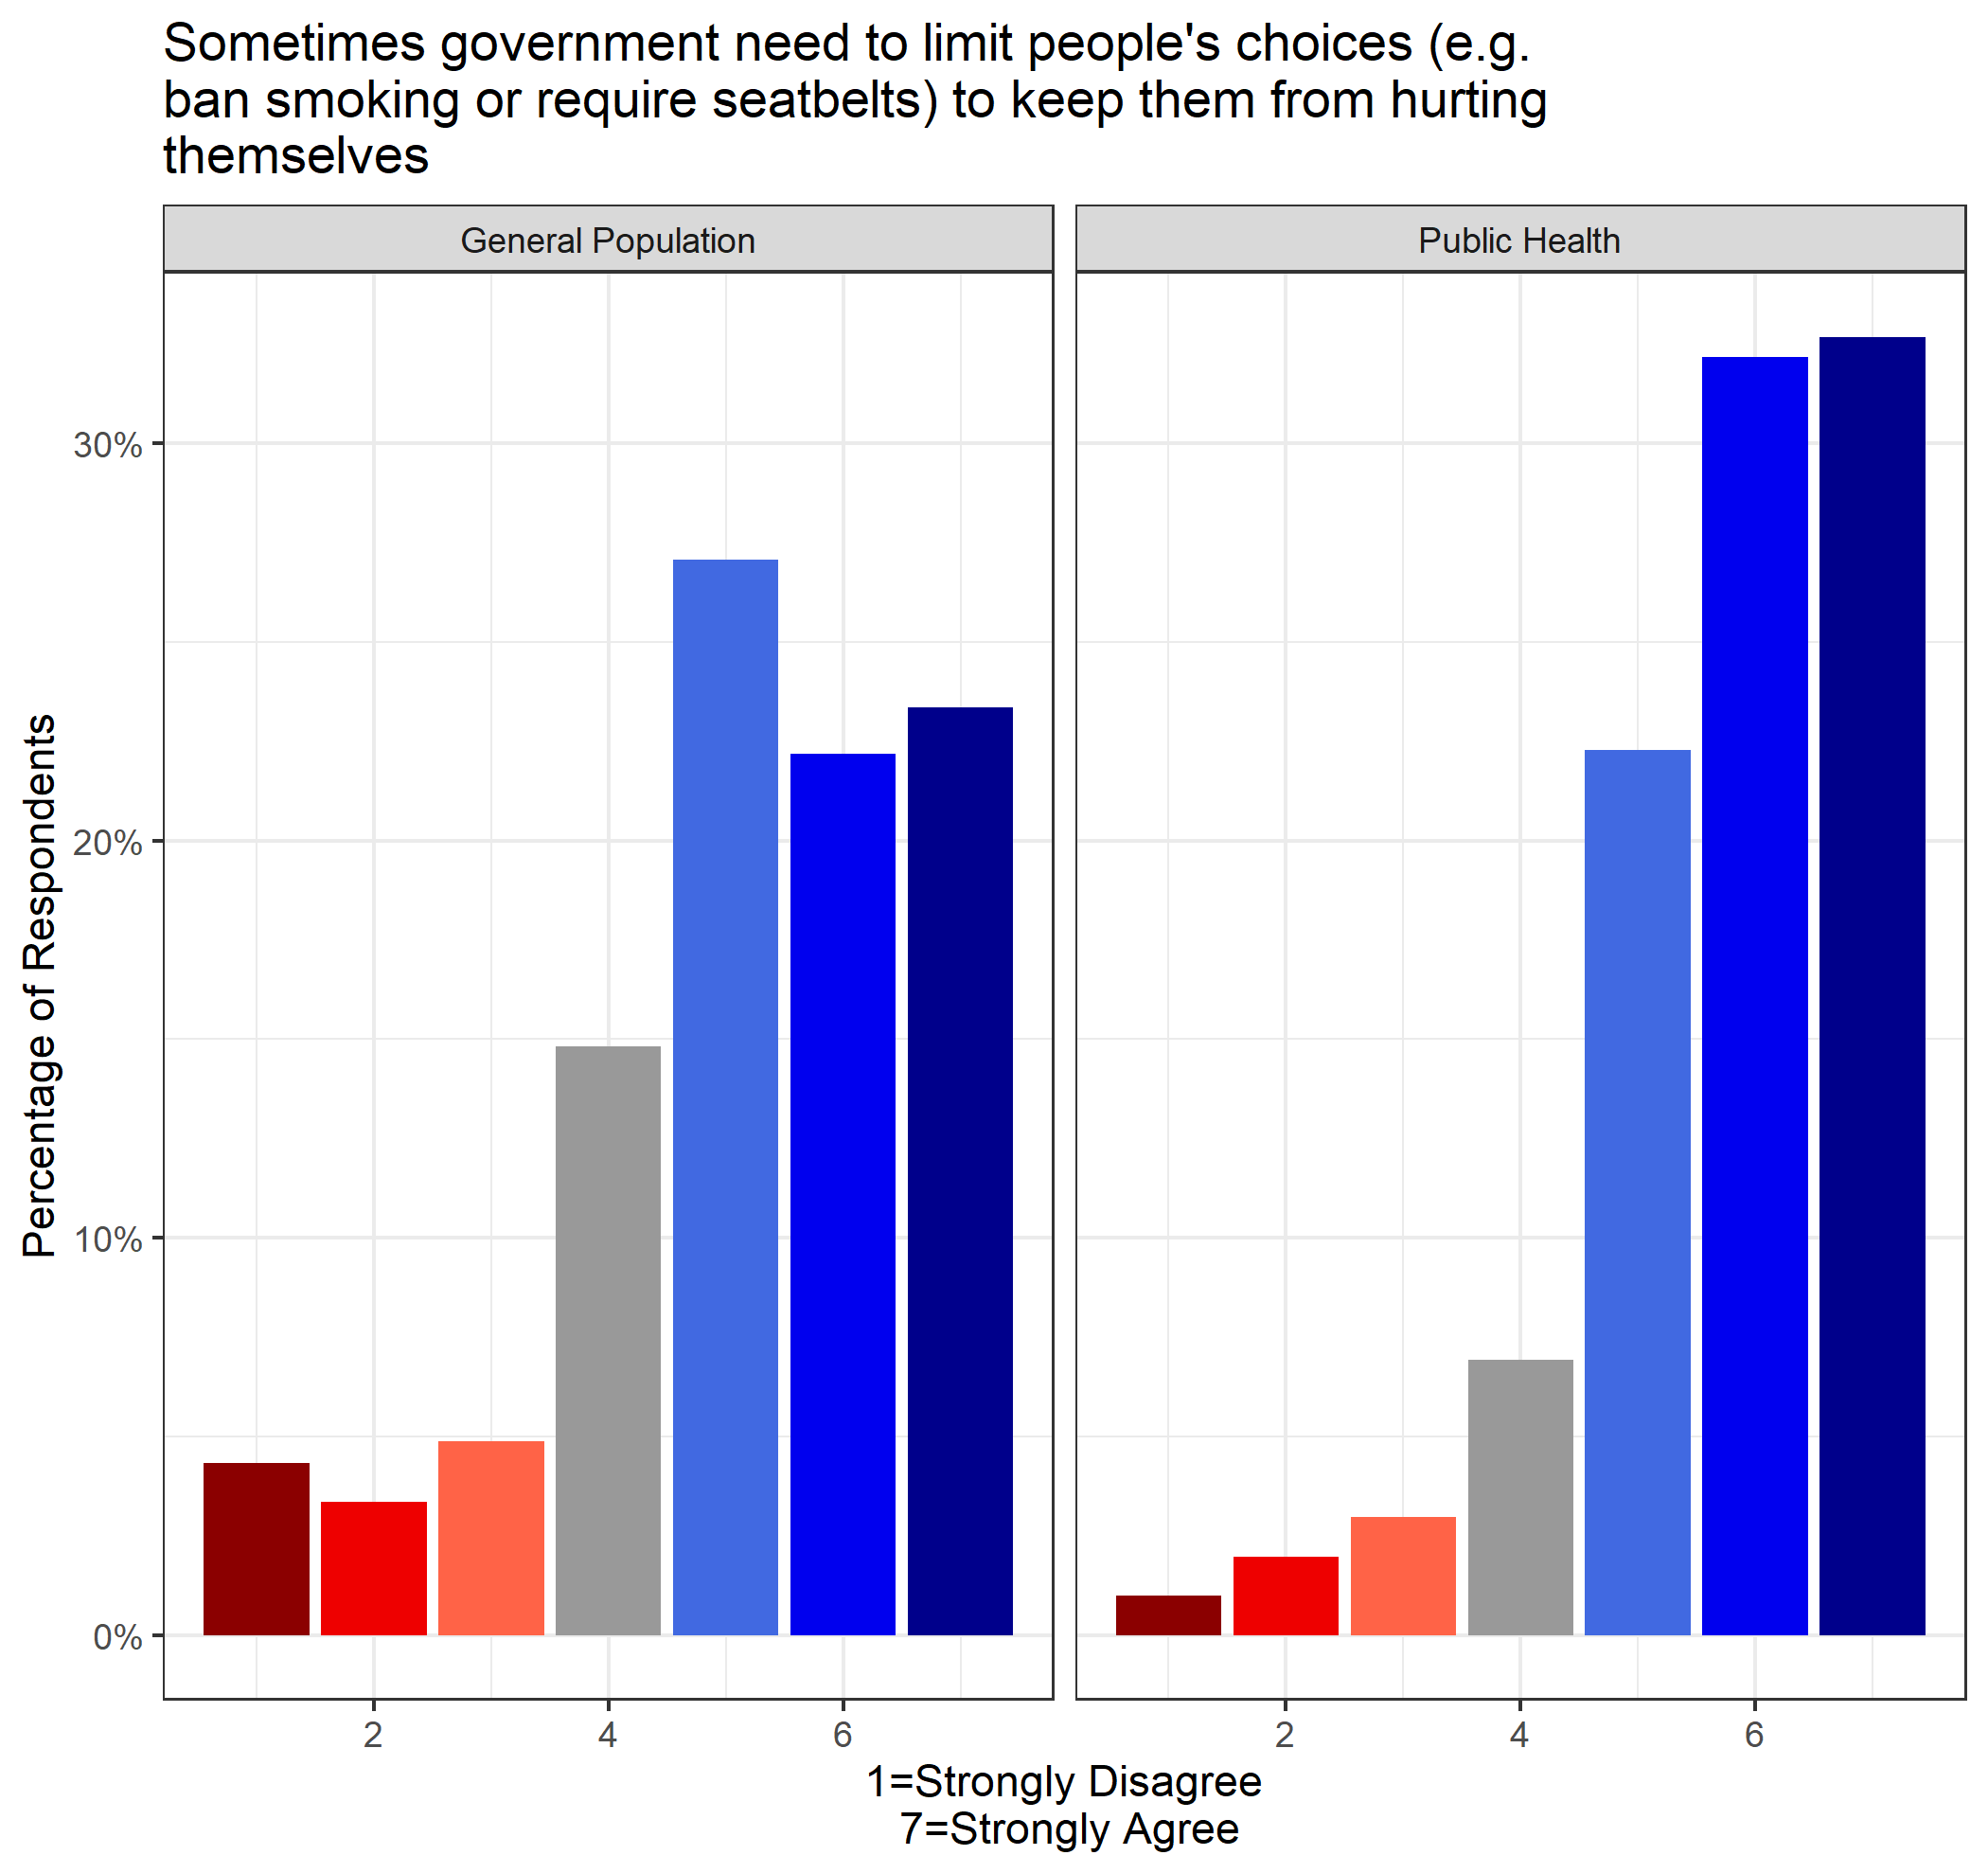 Sometimes government need to limit people's choices (e.g.
ban smoking or require seatbelts) to keep them from hurting
themselves
General Population
Public Health
Percentage of Respondents
30%
20%
10%
0%
2
4
6
2
4
6
1=Strongly Disagree
7=Strongly Agree